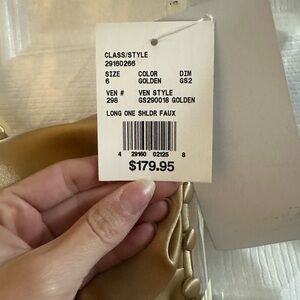 CLASS/STYLE
29160266
SIZE COLOR DIM
6 GOLDEN GS2
VEN # VEN STYLE
298 GS290018 GOLDEN
LONG ONE SHLDR FAUX
4 29160 02125 8
$179.95